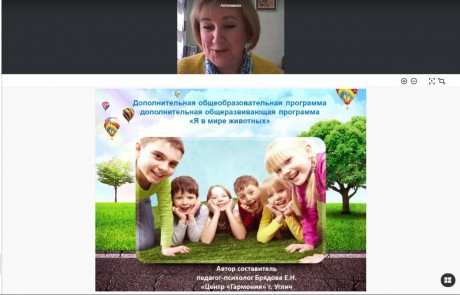 Дополнительная общеобразовательная программа
дополнительная общеразвивающая программа
«Я в мире животных»
Автор составитель
педагог-психолог Брядова Е.Н.
«Центр «Гармония» г. Углич